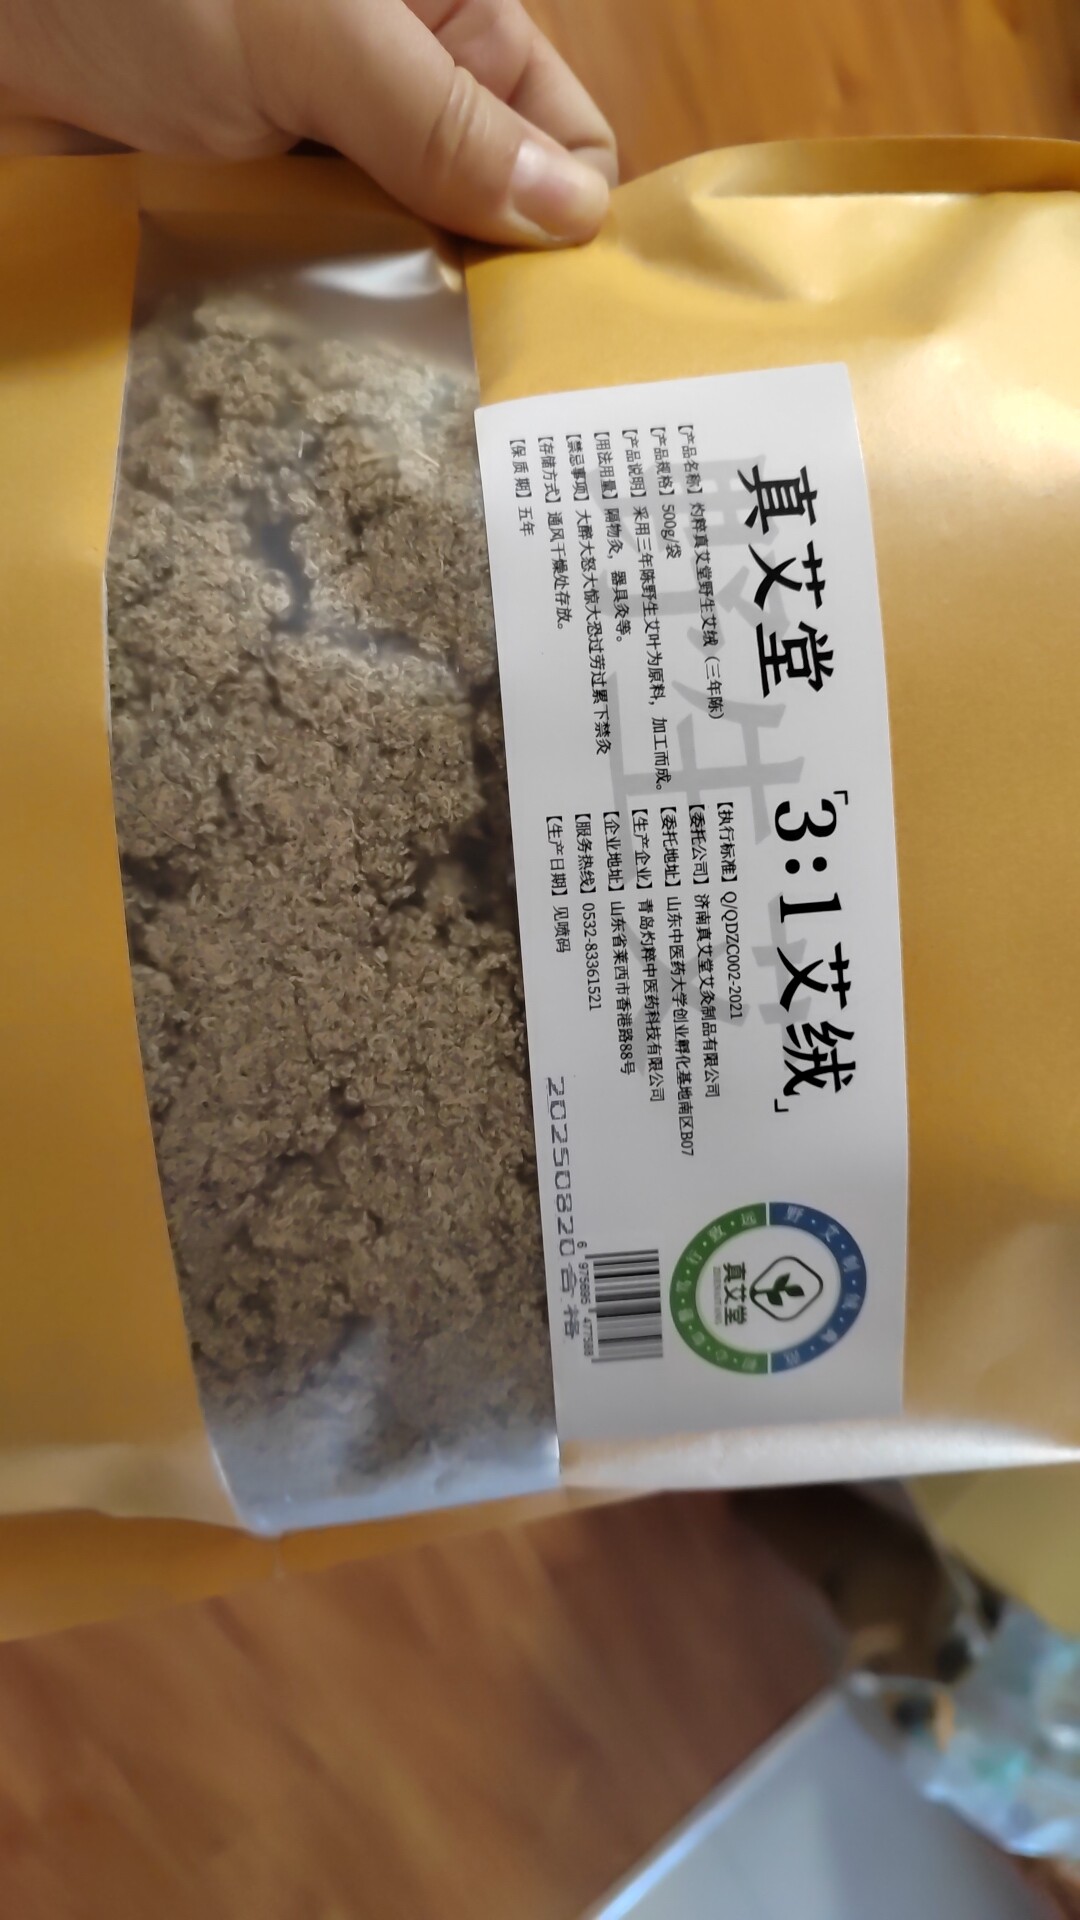 真艾堂 「3:1艾绒」
【产品名称】灼粹真艾堂野生艾绒（三年陈）
【产品规格】500g/袋
【产品说明】采用三年陈野生艾叶为原料，加工而成。
【用法用量】隔物灸，器具灸等。
【禁忌事项】大醉大怒大惊大恐过劳过累下禁灸
【存储方式】通风干燥处存放。
【保质期】五年
【执行标准】Q/QDZC002-2021
【委托公司】济南真艾堂艾灸制品有限公司
【委托地址】山东中医药大学创业孵化基地南区B07
【生产企业】青岛灼粹中医药科技有限公司
【企业地址】山东省莱西市香港路88号
【服务热线】0532-83361521
【生产日期】见喷码
20250820合格
6 975695 477588
野生艾
真艾堂